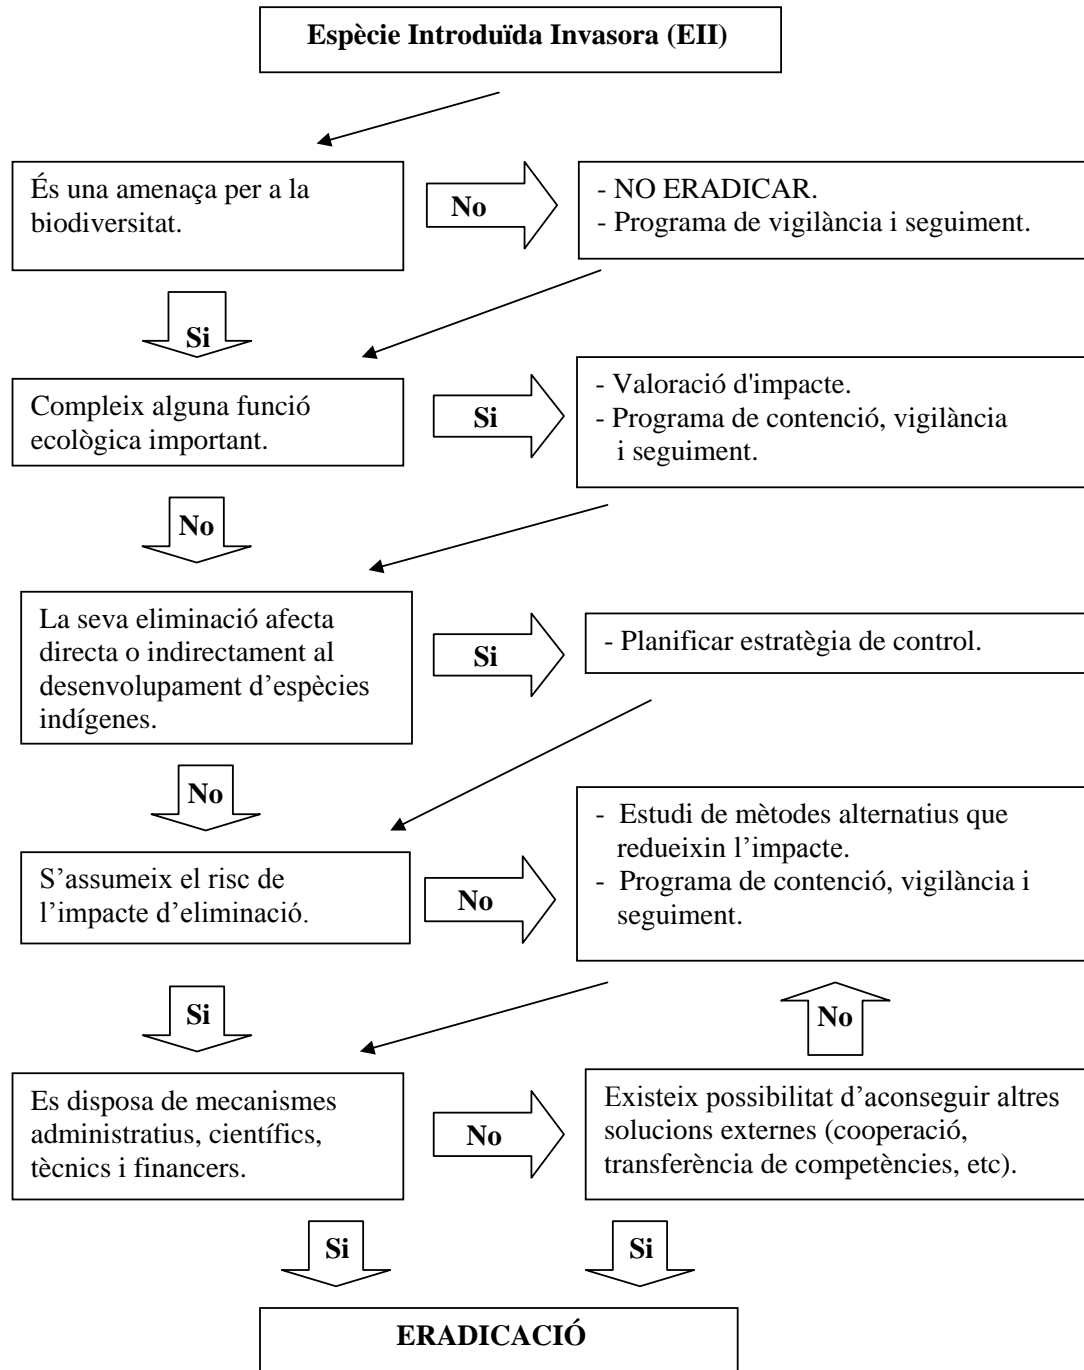 Espècie Introduïda Invasora (EII)
És una amenaça per a la
biodiversitat.
No
- NO ERADICAR.
- Programa de vigilància i seguiment.
Si
Compleix alguna funció
ecològica important.
Si
- Valoració d'impacte.
- Programa de contenció, vigilància
i seguiment.
No
La seva eliminació afecta
directa o indirectament al
desenvolupament d’espècies
indígenes.
Si
- Planificar estratègia de control.
No
S’assumeix el risc de
l’impacte d’eliminació.
No
- Estudi de mètodes alternatius que
redueixin l’impacte.
- Programa de contenció, vigilància i
seguiment.
Si
No
Es disposa de mecanismes
administratius, científics,
tècnics i financers.
No
Existeix possibilitat d’aconseguir altres
solucions externes (cooperació,
transferència de competències, etc).
Si
Si
ERADICACIÓ